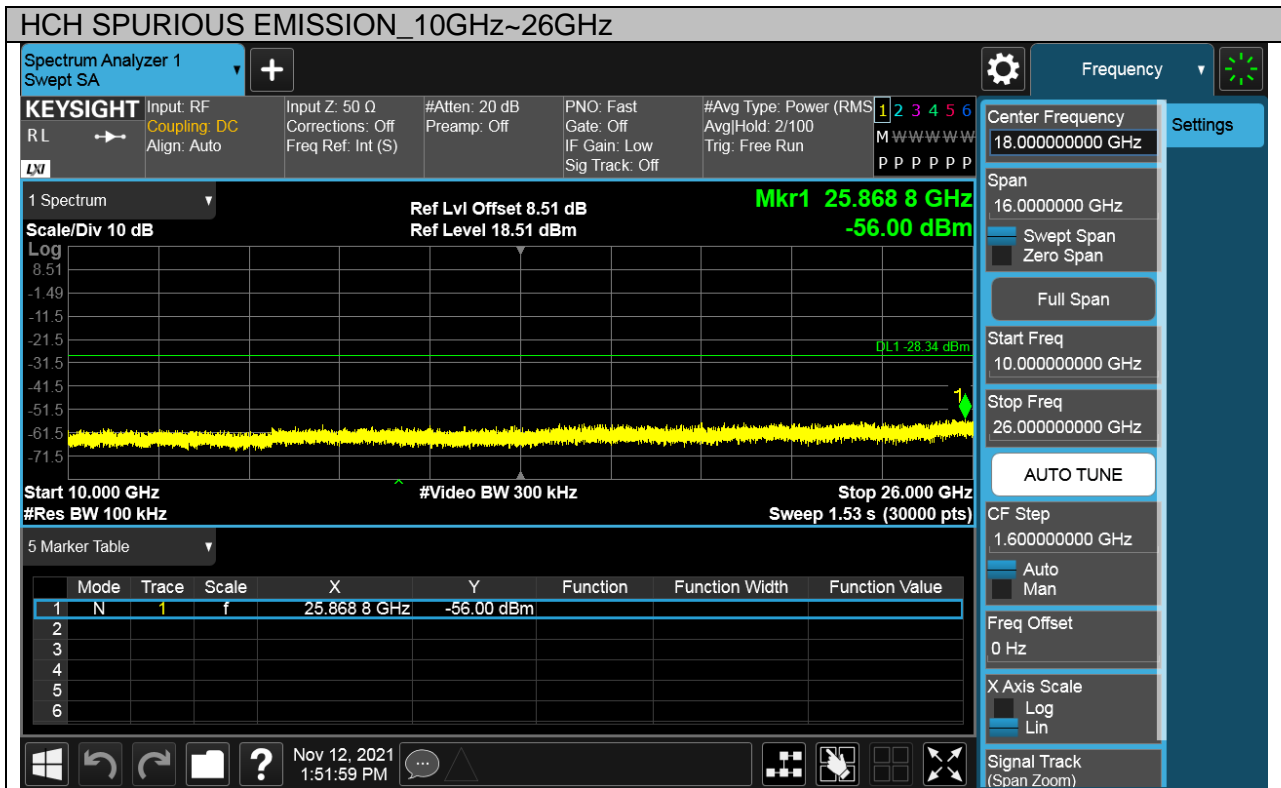 HCH SPURIOUS EMISSION_10GHz~26GHz
Spectrum Analyzer 1
Swept SA
Frequency
KEYSIGHT Input: RF Input Z: 50 Ω #Atten: 20 dB PNO: Fast #Avg Type: Power (RMS 1 2 3 4 5 6
RL Coupling: DC Corrections: Off Preamp: Off Gate: Off Avg|Hold: 2/100 M W W W W W
Align: Auto Freq Ref: Int (S) IF Gain: Low Trig: Free Run
LXI Sig Track: Off P P P P P P
1 Spectrum
Ref Lvl Offset 8.51 dB Mkr1 25.868 8 GHz
Scale/Div 10 dB Ref Level 18.51 dBm -56.00 dBm
Log
8.51
-1.49
-11.5
-21.5
DL1 -28.34 dBm
-31.5
-41.5
1
-51.5
-61.5
-71.5
Start 10.000 GHz #Video BW 300 kHz Stop 26.000 GHz
#Res BW 100 kHz Sweep 1.53 s (30000 pts)
5 Marker Table
Mode Trace Scale X Y Function Function Width Function Value
1 N 1 f 25.868 8 GHz -56.00 dBm
2
3
4
5
6
Nov 12, 2021
1:51:59 PM
Center Frequency
18.000000000 GHz
Settings
Span
16.0000000 GHz
Swept Span
Zero Span
Full Span
Start Freq
10.000000000 GHz
Stop Freq
26.000000000 GHz
AUTO TUNE
CF Step
1.600000000 GHz
Auto
Man
Freq Offset
0 Hz
X Axis Scale
Log
Lin
Signal Track
(Span Zoom)